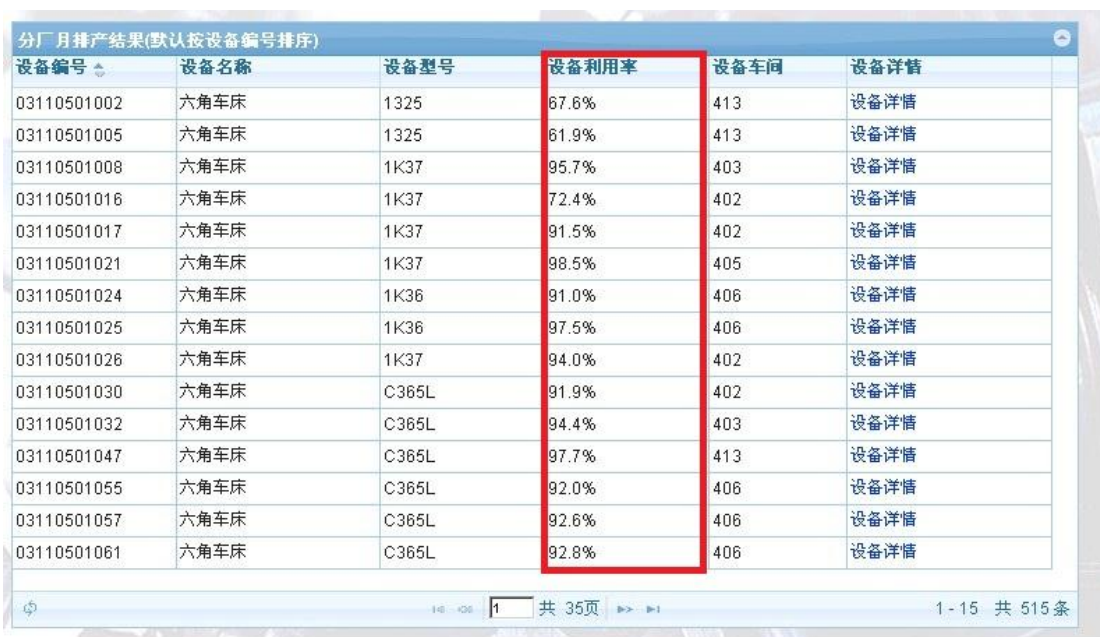 分厂月排产结果(默认按设备编号排序)
设备编号 设备名称 设备型号 设备利用率 设备车间 设备详情
03110501002 六角车床 1325 67.6% 413 设备详情
03110501005 六角车床 1325 61.9% 413 设备详情
03110501008 六角车床 1K37 95.7% 403 设备详情
03110501016 六角车床 1K37 72.4% 402 设备详情
03110501017 六角车床 1K37 91.5% 402 设备详情
03110501021 六角车床 1K37 98.5% 405 设备详情
03110501024 六角车床 1K36 91.0% 406 设备详情
03110501025 六角车床 1K36 97.5% 406 设备详情
03110501026 六角车床 1K37 94.0% 402 设备详情
03110501030 六角车床 C365L 91.9% 402 设备详情
03110501032 六角车床 C365L 94.4% 403 设备详情
03110501047 六角车床 C365L 97.7% 413 设备详情
03110501055 六角车床 C365L 92.0% 406 设备详情
03110501057 六角车床 C365L 92.6% 406 设备详情
03110501061 六角车床 C365L 92.8% 406 设备详情
1 共 35页 1 - 15 共 515 条